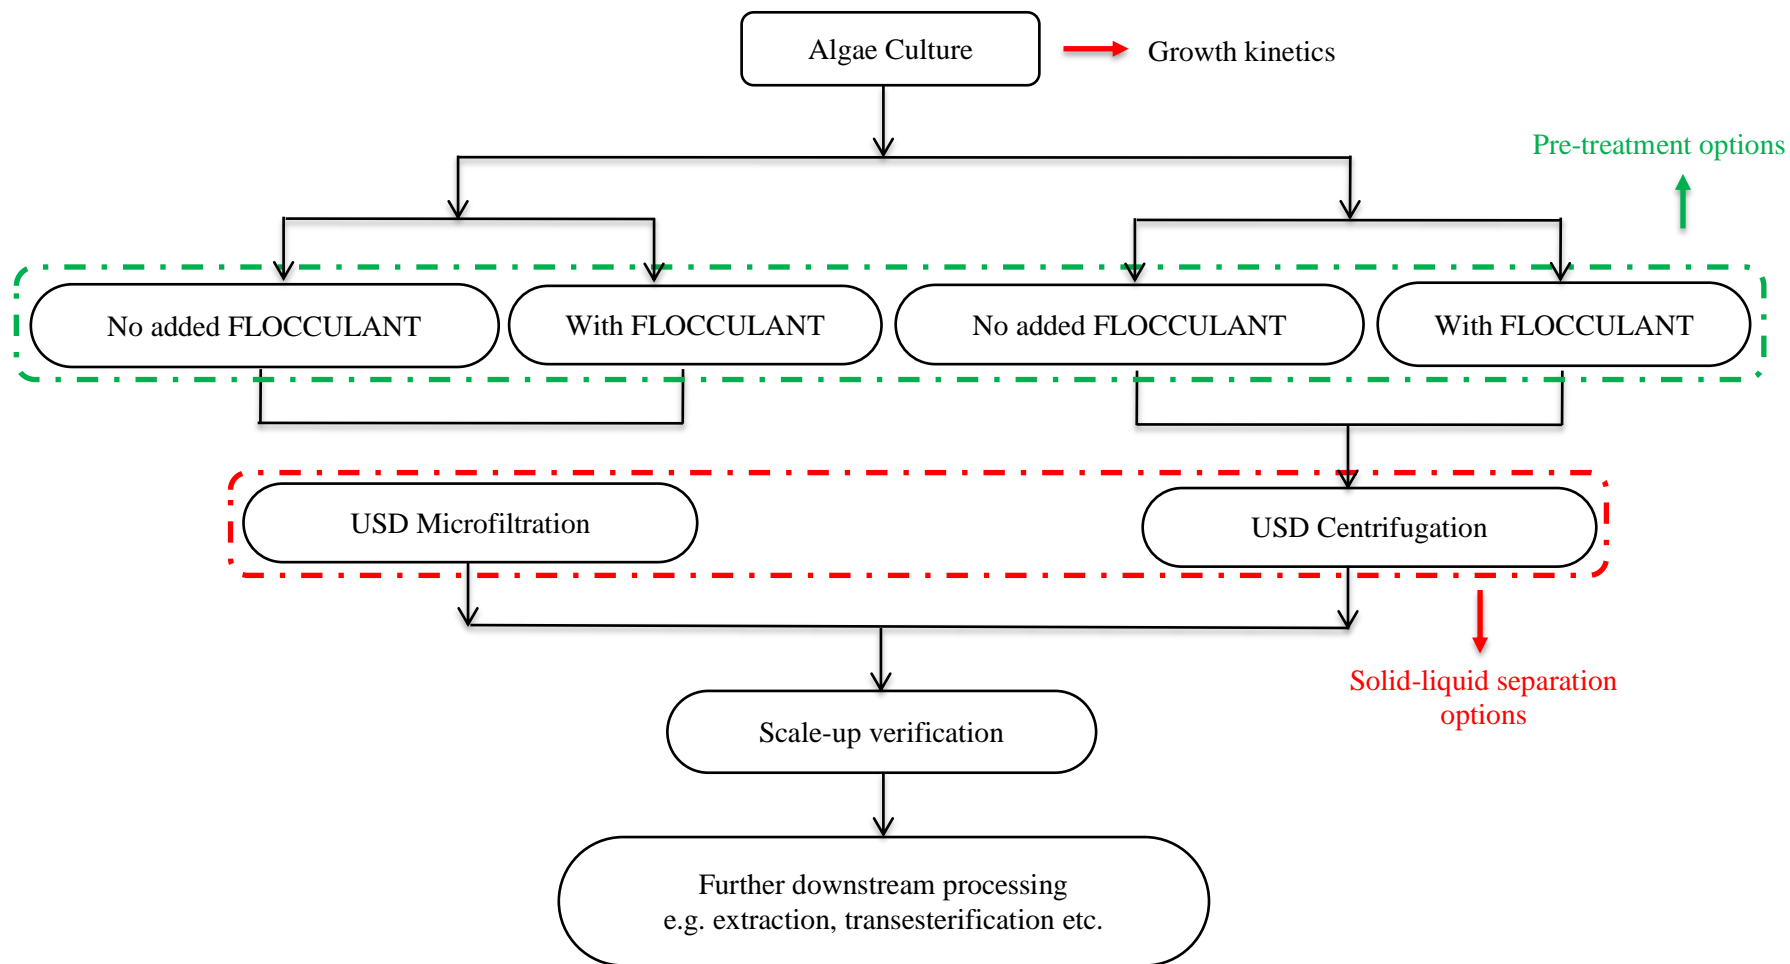 Algae Culture
Growth kinetics
Pre-treatment options
No added FLOCCULANT
With FLOCCULANT
No added FLOCCULANT
With FLOCCULANT
USD Microfiltration
USD Centrifugation
Solid-liquid separation
options
Scale-up verification
Further downstream processing
e.g. extraction, transesterification etc.